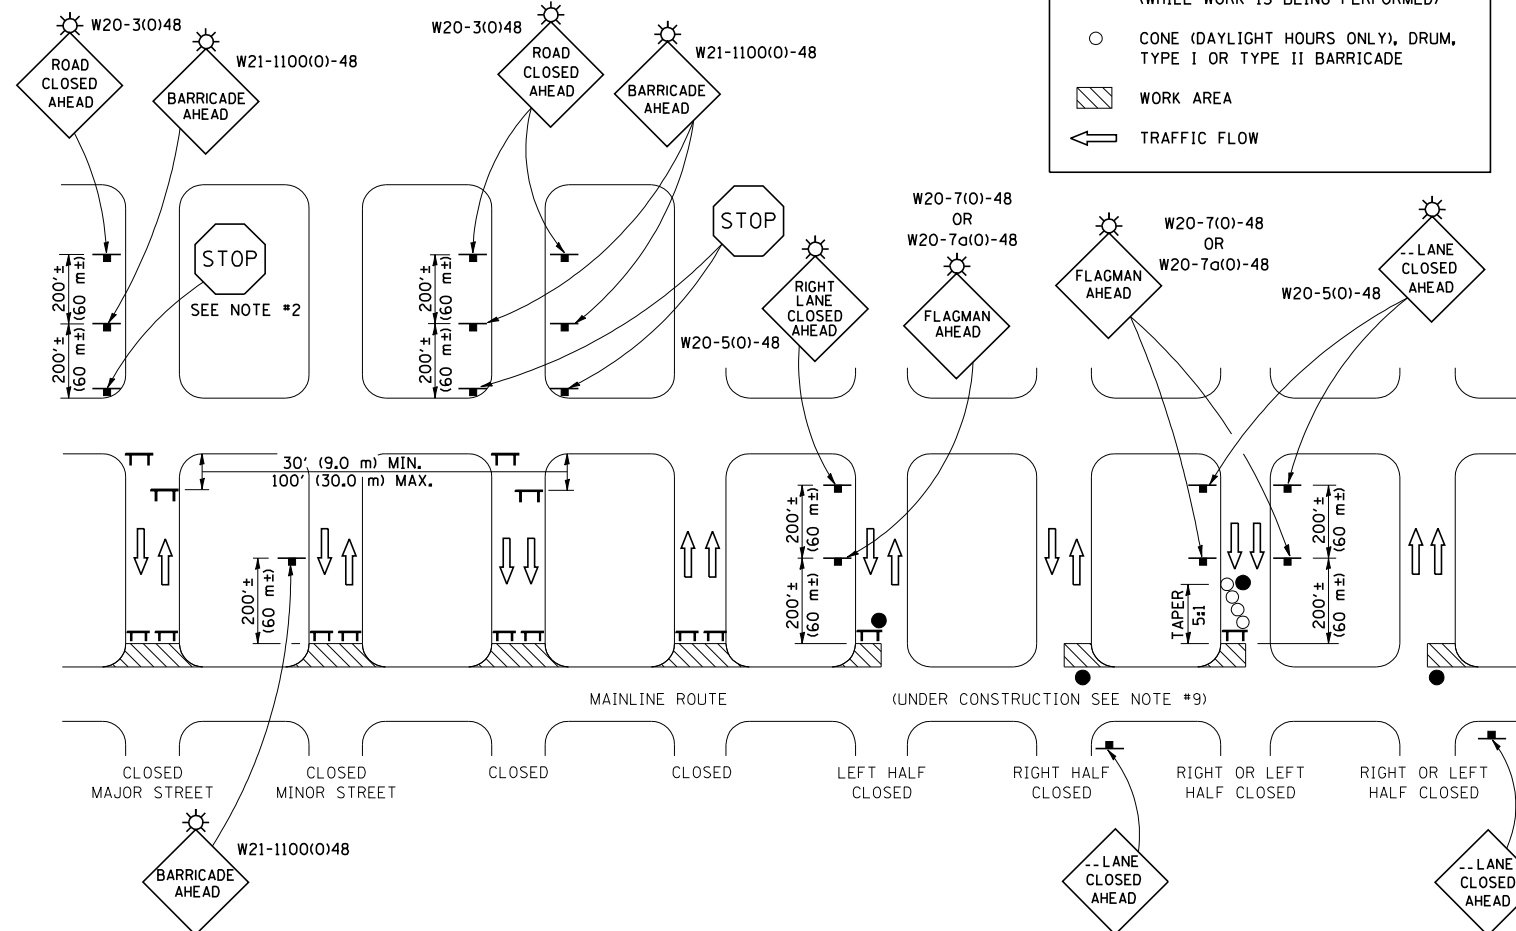 (WHILE WORK IS BEING PERFORMED)
CONE (DAYLIGHT HOURS ONLY), DRUM,
TYPE I OR TYPE II BARRICADE
WORK AREA
TRAFFIC FLOW
W20-3(0)48
ROAD
CLOSED
AHEAD
W21-1100(0)-48
BARRICADE
AHEAD
W20-3(0)48
ROAD
CLOSED
AHEAD
W21-1100(0)-48
BARRICADE
AHEAD
STOP
SEE NOTE #2
STOP
200'±
(60 m±)
200'±
(60 m±)
200'±
(60 m±)
200'±
(60 m±)
RIGHT
LANE
CLOSED
AHEAD
W20-5(0)-48
W20-7(0)-48
OR
W20-7a(0)-48
FLAGMAN
AHEAD
FLAGMAN
AHEAD
W20-7(0)-48
OR
W20-7a(0)-48
--LANE
CLOSED
AHEAD
W20-5(0)-48
30' (9.0 m) MIN.
100' (30.0 m) MAX.
200'±
(60 m±)
200'±
(60 m±)
200'±
(60 m±)
TAPER
5:1
200'±
(60 m±)
200'±
(60 m±)
MAINLINE ROUTE
(UNDER CONSTRUCTION SEE NOTE #9)
CLOSED
MAJOR STREET
CLOSED
MINOR STREET
CLOSED
CLOSED
LEFT HALF
CLOSED
RIGHT HALF
CLOSED
RIGHT OR LEFT
HALF CLOSED
RIGHT OR LEFT
HALF CLOSED
W21-1100(0)48
BARRICADE
AHEAD
--LANE
CLOSED
AHEAD
--LANE
CLOSED
AHEAD